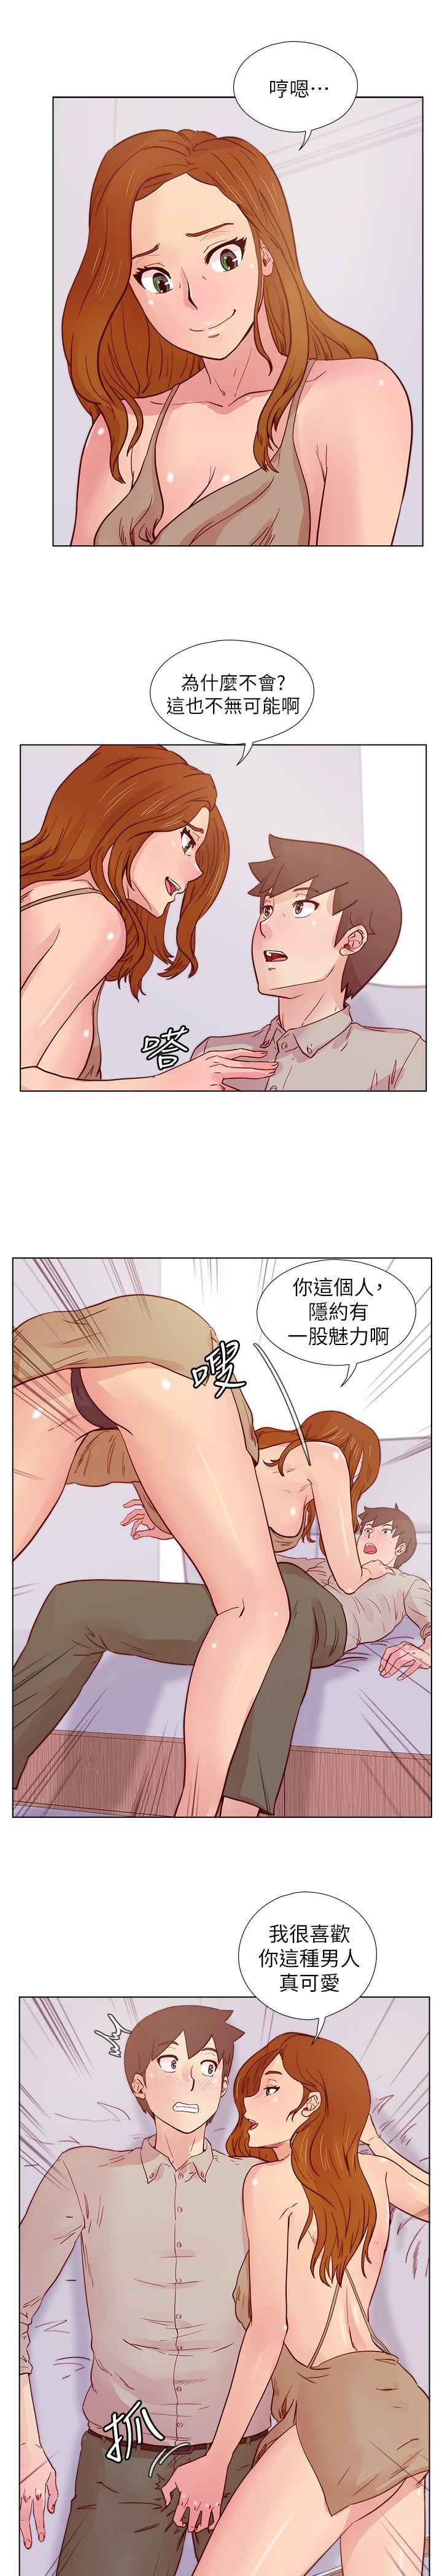 哼嗯⋯
為什麼不會?
這也不無可能啊
嗒
你這個人，
隱約有
一股魅力啊
嗖
我很喜歡
你這種男人
真可愛
抓